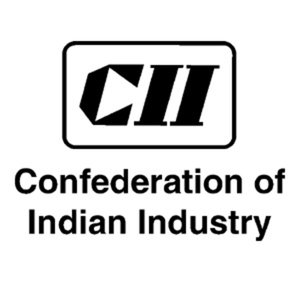 CII
Confederation of
Indian Industry